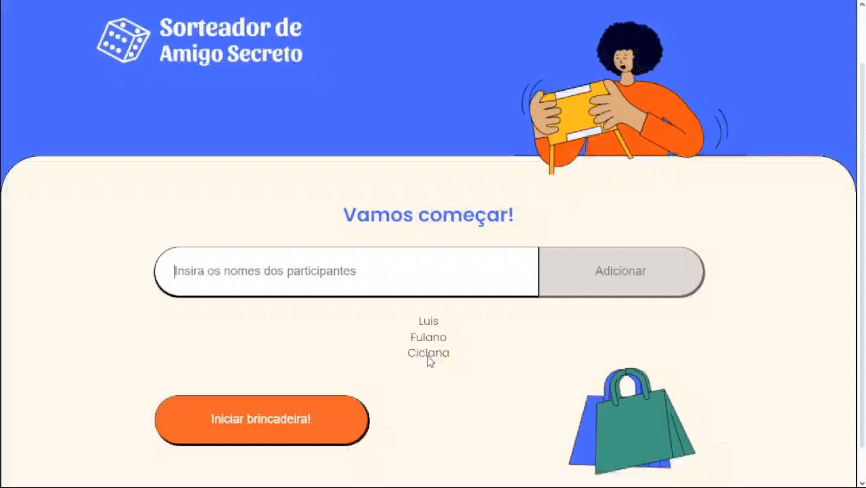 Sorteador de
Amigo Secreto
Vamos começar!
Insira os nomes dos participantes
Adicionar
Luis
Fulano
Ciclana
Iniciar brincadeira!